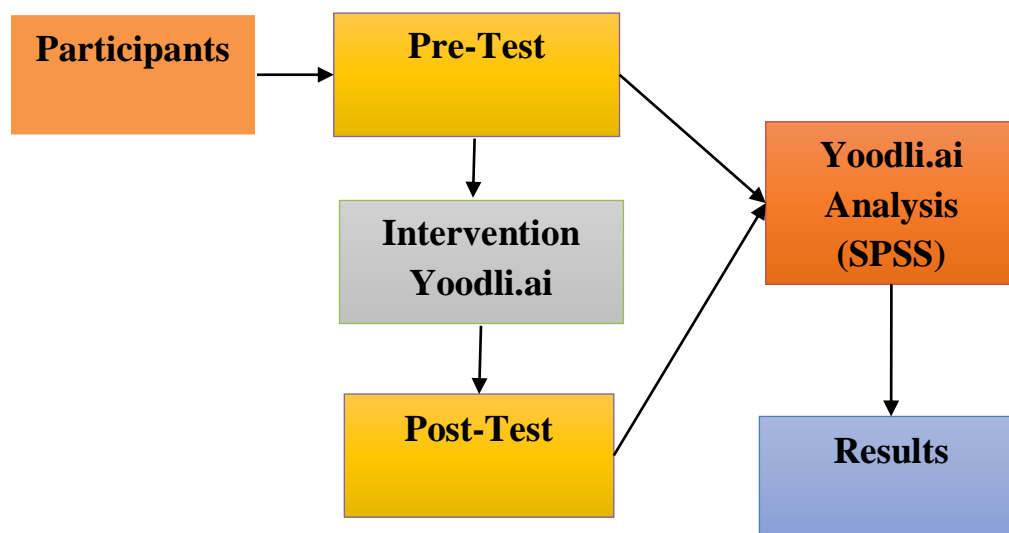 Participants
Pre-Test
Intervention
Yoodli.ai
Post-Test
Yoodli.ai
Analysis
(SPSS)
Results